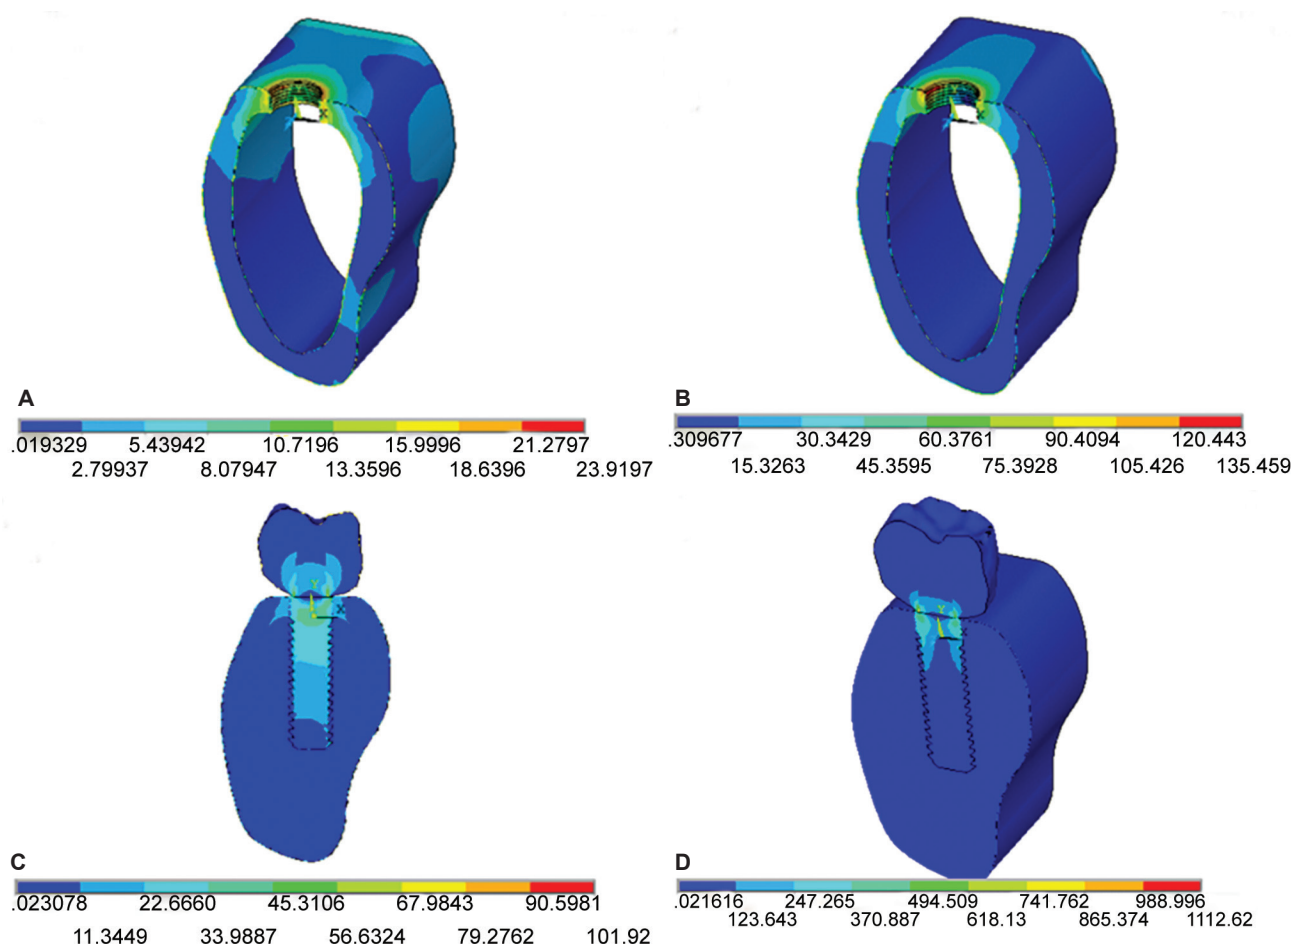 A
.019329 5.43942 10.7196 15.9996 21.2797
2.79937 8.07947 13.3596 18.6396 23.9197
B
.309677 30.3429 60.3761 90.4094 120.443
15.3263 45.3595 75.3928 105.426 135.459
Y
X
C
.023078 22.6660 45.3106 67.9843 90.5981
11.3449 33.9887 56.6324 79.2762 101.92
Y
D
.021616 247.265 494.509 741.762 988.996
123.643 370.887 618.13 865.374 1112.62